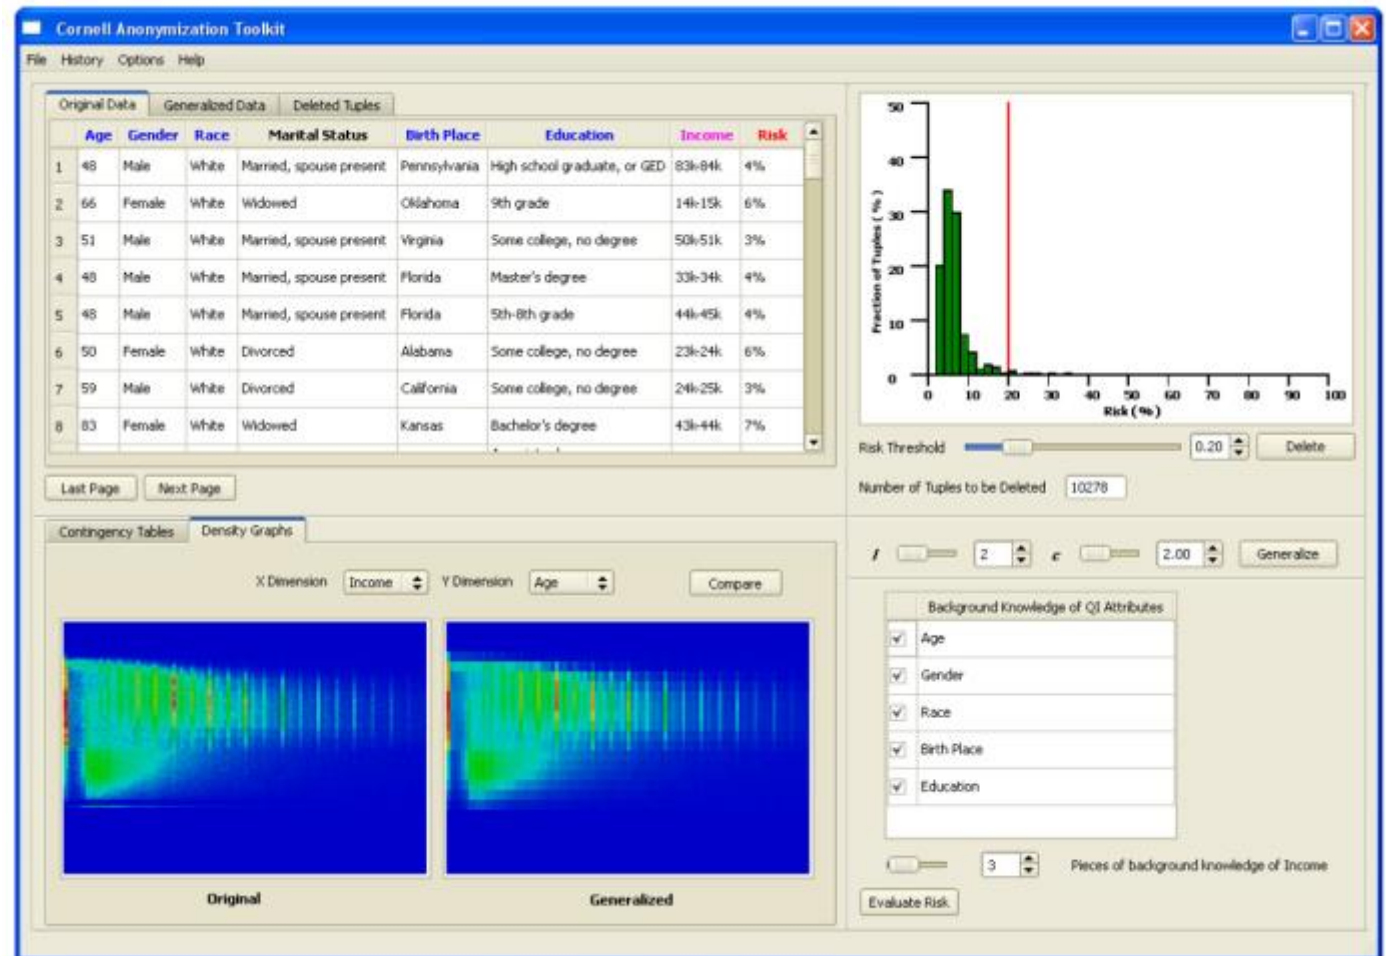 Cornell Anonymization Toolkit
File History Options Help
Original Data Generalized Data Deleted Tuples
Age Gender Race Marital Status Birth Place Education Income Risk
1 48 Male White Married, spouse present Pennsylvania High school graduate, or GED 83k-84k 4%
2 66 Female White Widowed Oklahoma 9th grade 14k-15k 6%
3 51 Male White Married, spouse present Virginia Some college, no degree 50k-51k 3%
4 48 Male White Married, spouse present Florida Master's degree 33k-34k 4%
5 48 Male White Married, spouse present Florida 5th-8th grade 44k-45k 4%
6 50 Female White Divorced Alabama Some college, no degree 23k-24k 6%
7 59 Male White Divorced California Some college, no degree 24k-25k 3%
8 83 Female White Widowed Kansas Bachelor's degree 43k-44k 7%
Last Page Next Page
Fraction of Tuples ( % )
50
40
30
20
10
0
0 10 20 30 40 50 60 70 80 90 100
Risk ( % )
Risk Threshold 0.20 Delete
Number of Tuples to be Deleted 10278
l 2 c 2.00 Generalize
Contingency Tables Density Graphs
X Dimension Income Y Dimension Age Compare
Original Generalized
Background Knowledge of QI Attributes
Age
Gender
Race
Birth Place
Education
3 Pieces of background knowledge of Income
Evaluate Risk